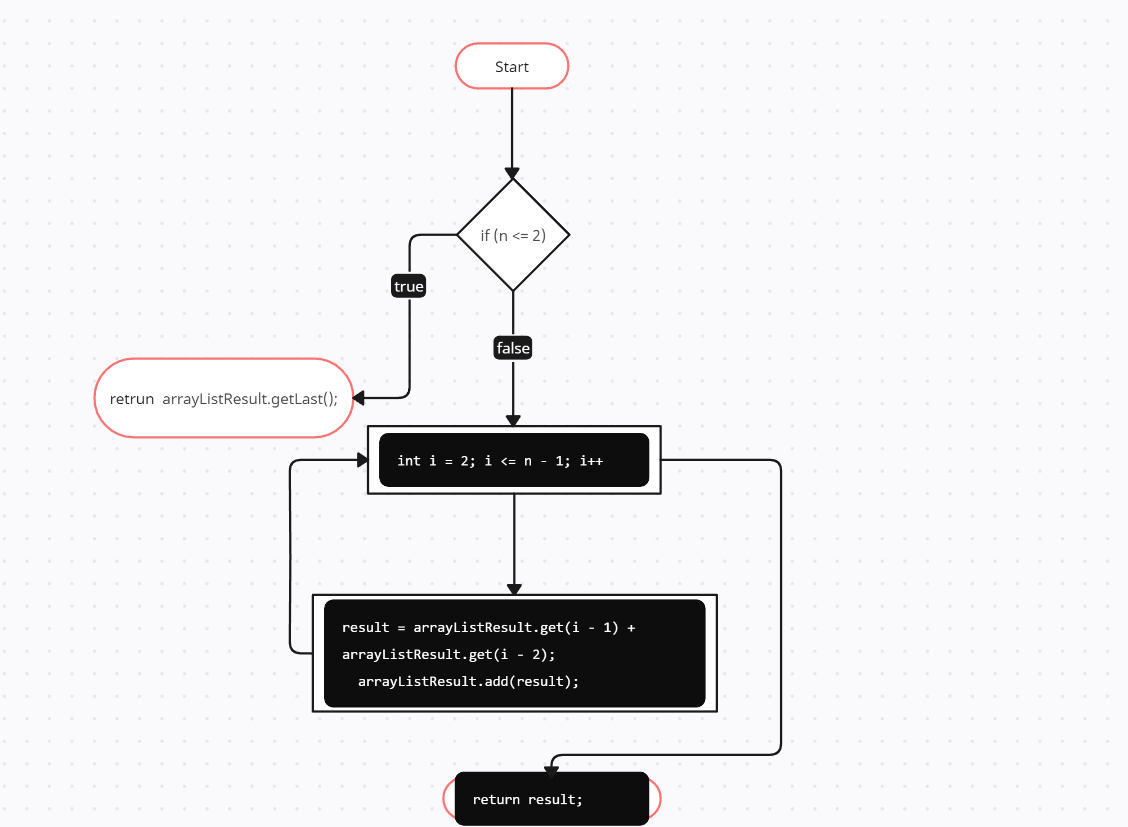 Start
if (n <= 2)
true
false
retrun arrayListResult.getLast();
int i = 2; i <= n - 1; i++
result = arrayListResult.get(i - 1) +
arrayListResult.get(i - 2);
arrayListResult.add(result);
return result;